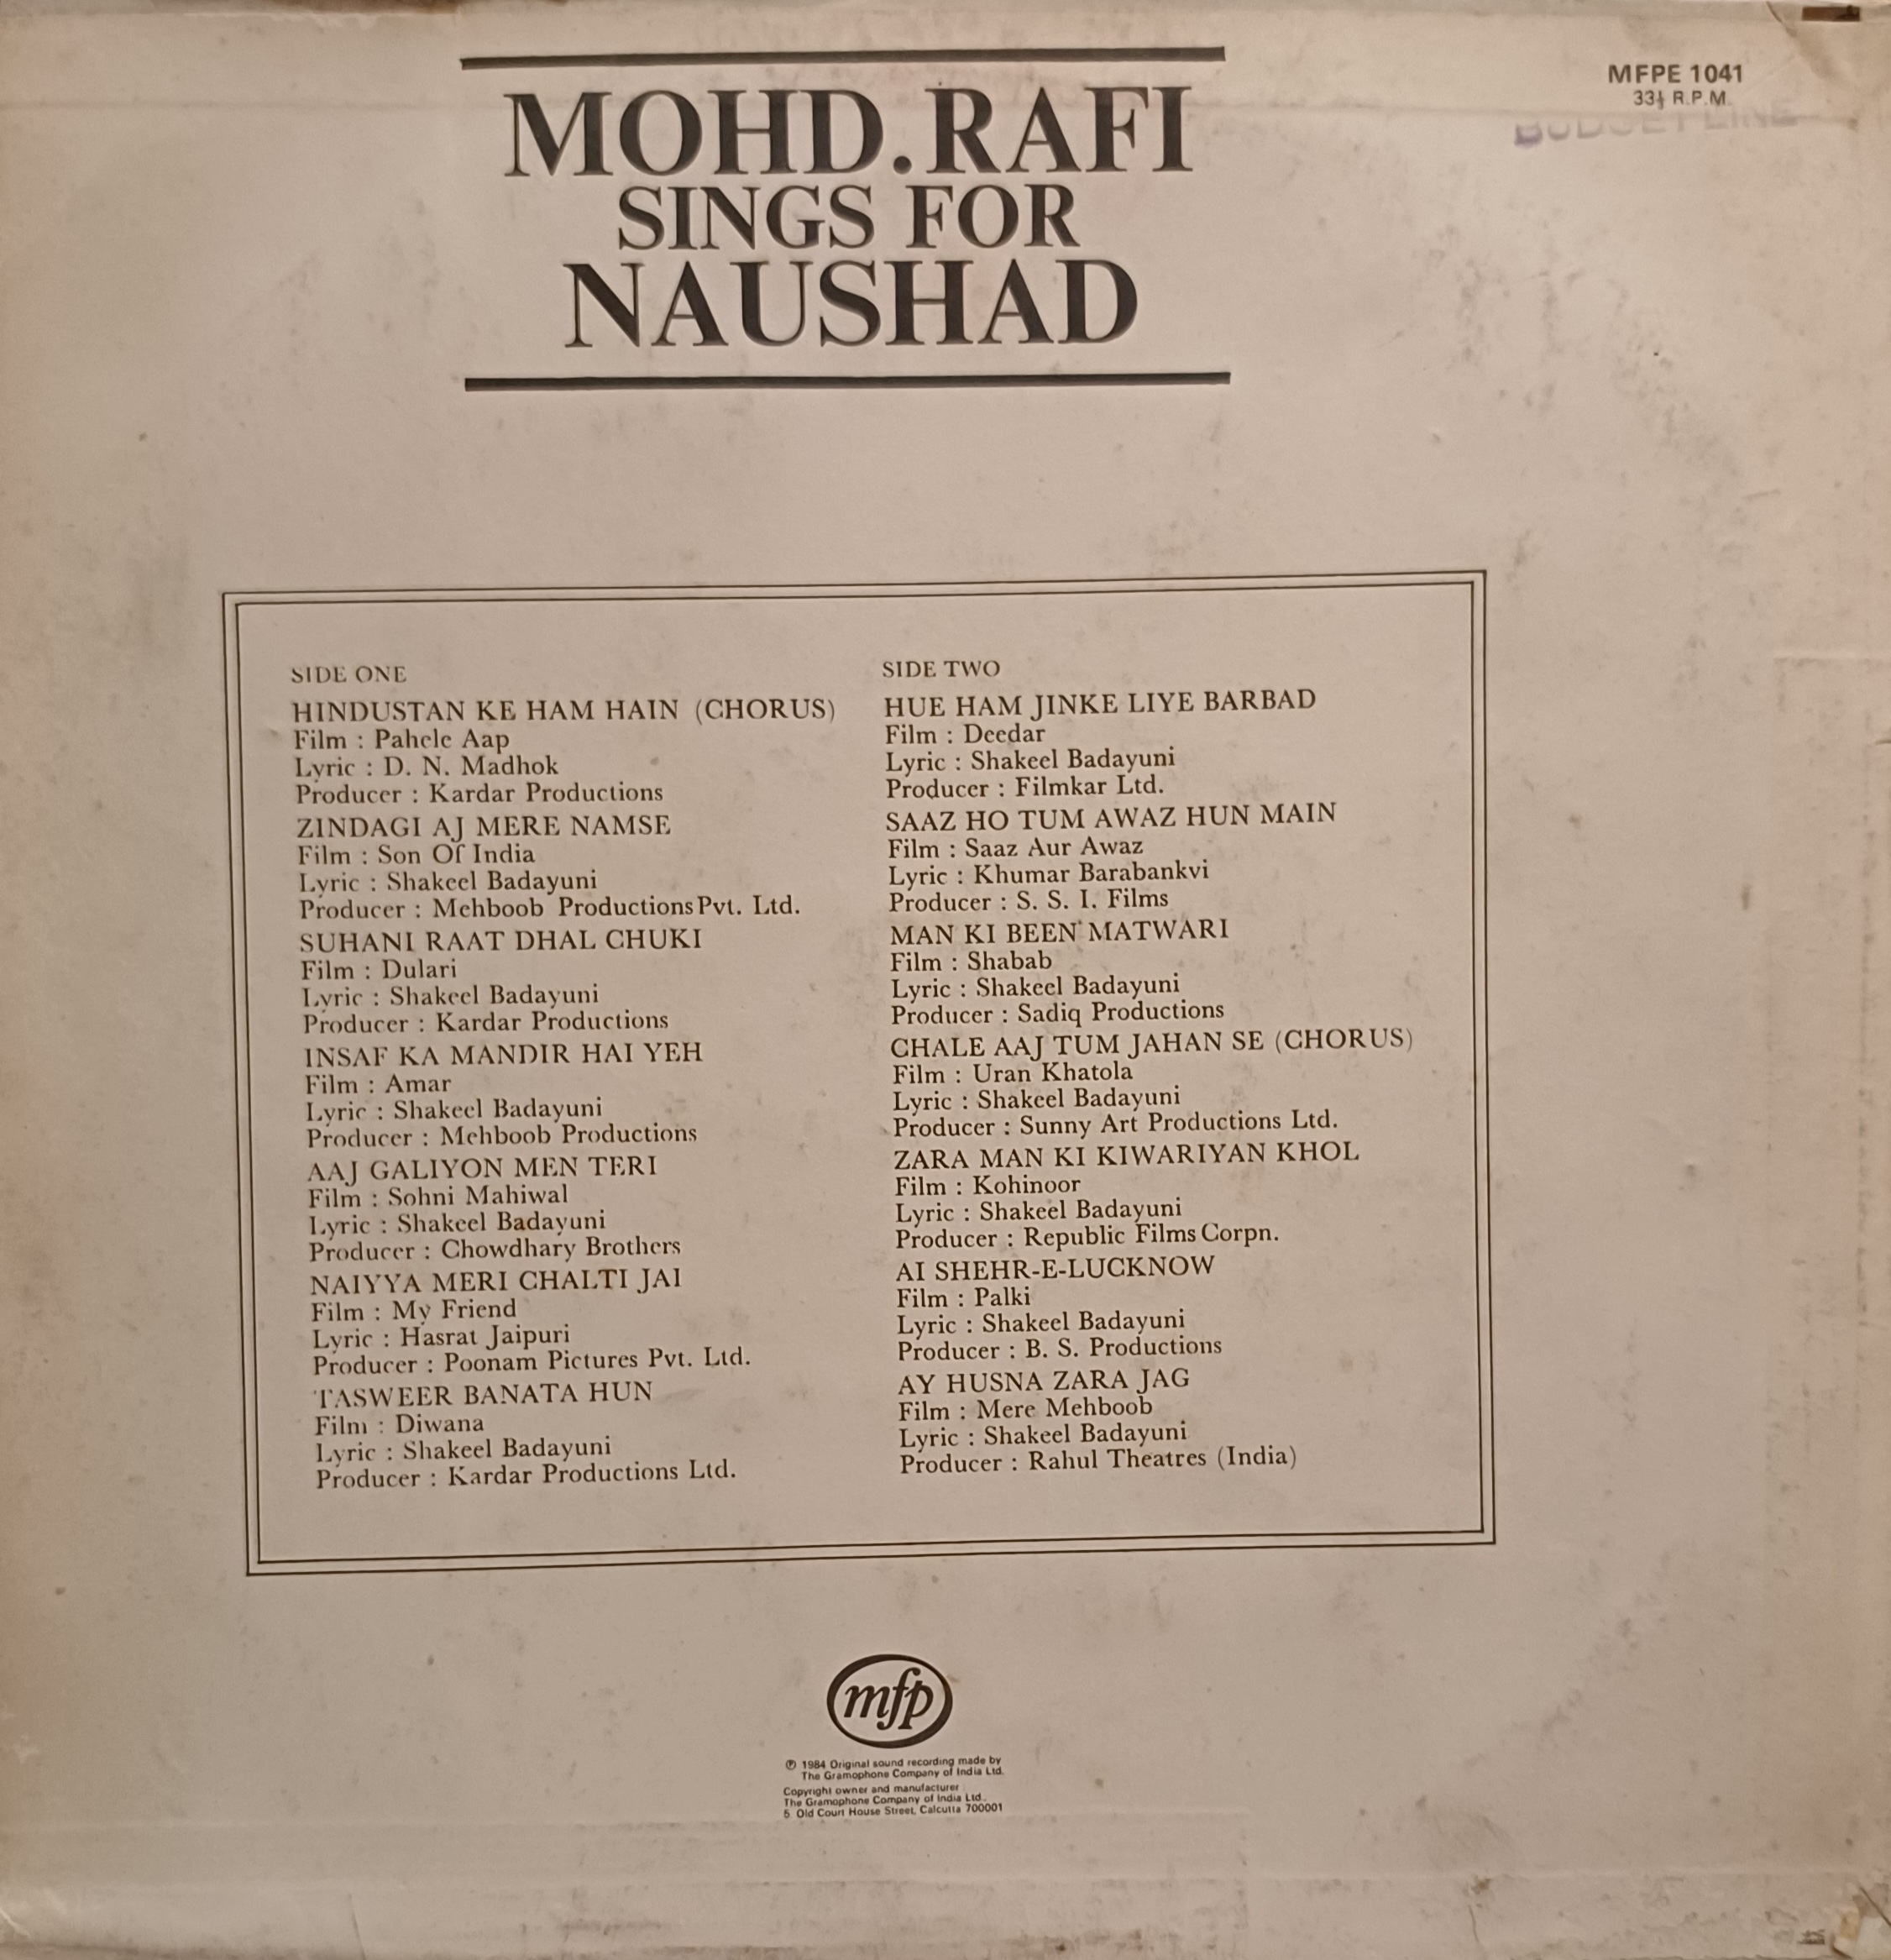 MFPE 1041
33⅓ R.P.M.
BUDGET LINE
MOHD. RAFI
SINGS FOR
NAUSHAD
SIDE ONE
HINDUSTAN KE HAM HAIN (CHORUS)
Film : Pahele Aap
Lyric : D. N. Madhok
Producer : Kardar Productions
ZINDAGI AJ MERE NAMSE
Film : Son Of India
Lyric : Shakeel Badayuni
Producer : Mehboob Productions Pvt. Ltd.
SUHANI RAAT DHAL CHUKI
Film : Dulari
Lyric : Shakeel Badayuni
Producer : Kardar Productions
INSAF KA MANDIR HAI YEH
Film : Amar
Lyric : Shakeel Badayuni
Producer : Mehboob Productions
AAJ GALIYON MEN TERI
Film : Sohni Mahiwal
Lyric : Shakeel Badayuni
Producer : Chowdhary Brothers
NAIYYA MERI CHALTI JAI
Film : My Friend
Lyric : Hasrat Jaipuri
Producer : Poonam Pictures Pvt. Ltd.
TASWEER BANATA HUN
Film : Diwana
Lyric : Shakeel Badayuni
Producer : Kardar Productions Ltd.
SIDE TWO
HUE HAM JINKE LIYE BARBAD
Film : Deedar
Lyric : Shakeel Badayuni
Producer : Filmkar Ltd.
SAAZ HO TUM AWAZ HUN MAIN
Film : Saaz Aur Awaz
Lyric : Khumar Barabankvi
Producer : S. S. I. Films
MAN KI BEEN MATWARI
Film : Shabab
Lyric : Shakeel Badayuni
Producer : Sadiq Productions
CHALE AAJ TUM JAHAN SE (CHORUS)
Film : Uran Khatola
Lyric : Shakeel Badayuni
Producer : Sunny Art Productions Ltd.
ZARA MAN KI KIWARIYAN KHOL
Film : Kohinoor
Lyric : Shakeel Badayuni
Producer : Republic Films Corpn.
AI SHEHR-E-LUCKNOW
Film : Palki
Lyric : Shakeel Badayuni
Producer : B. S. Productions
AY HUSNA ZARA JAG
Film : Mere Mehboob
Lyric : Shakeel Badayuni
Producer : Rahul Theatres (India)
mfp
℗ 1984 Original sound recording made by
The Gramophone Company of India Ltd.
Copyright owner and manufacturer :
The Gramophone Company of India Ltd.
5, Old Court House Street, Calcutta 700001